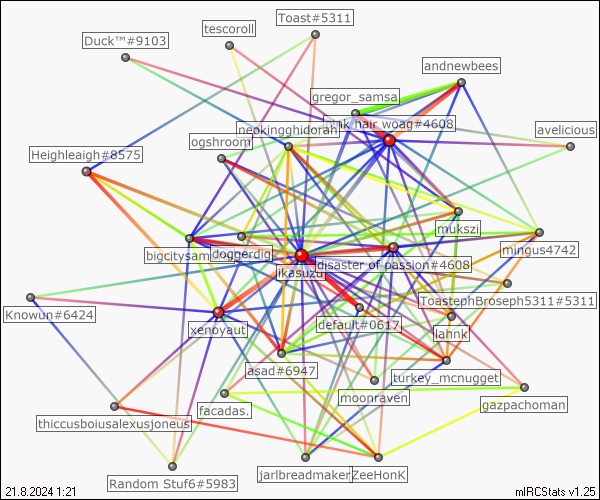 Toast#5311
tescoroll
Duck™#9103
andnewbees
gregor_samsa
pink hair woag#4608
neokingghidorah
avelicious
ogshroom
Heighleaigh#8575
mukszi
mingus4742
doggerdig
disaster of passion#4608
ikasuzu
ToastephBroseph5311#5311
Knowun#6424
xenoyaut
default#0617
lahnk
asad#6947
turkey_mcnugget
moonraven
gazpachoman
facadas.
thiccusboiusalexusjoneus
jarlbreadmaker
ZeeHonK
Random Stuf6#5983
21.8.2024 1:21
mIRCStats v1.25